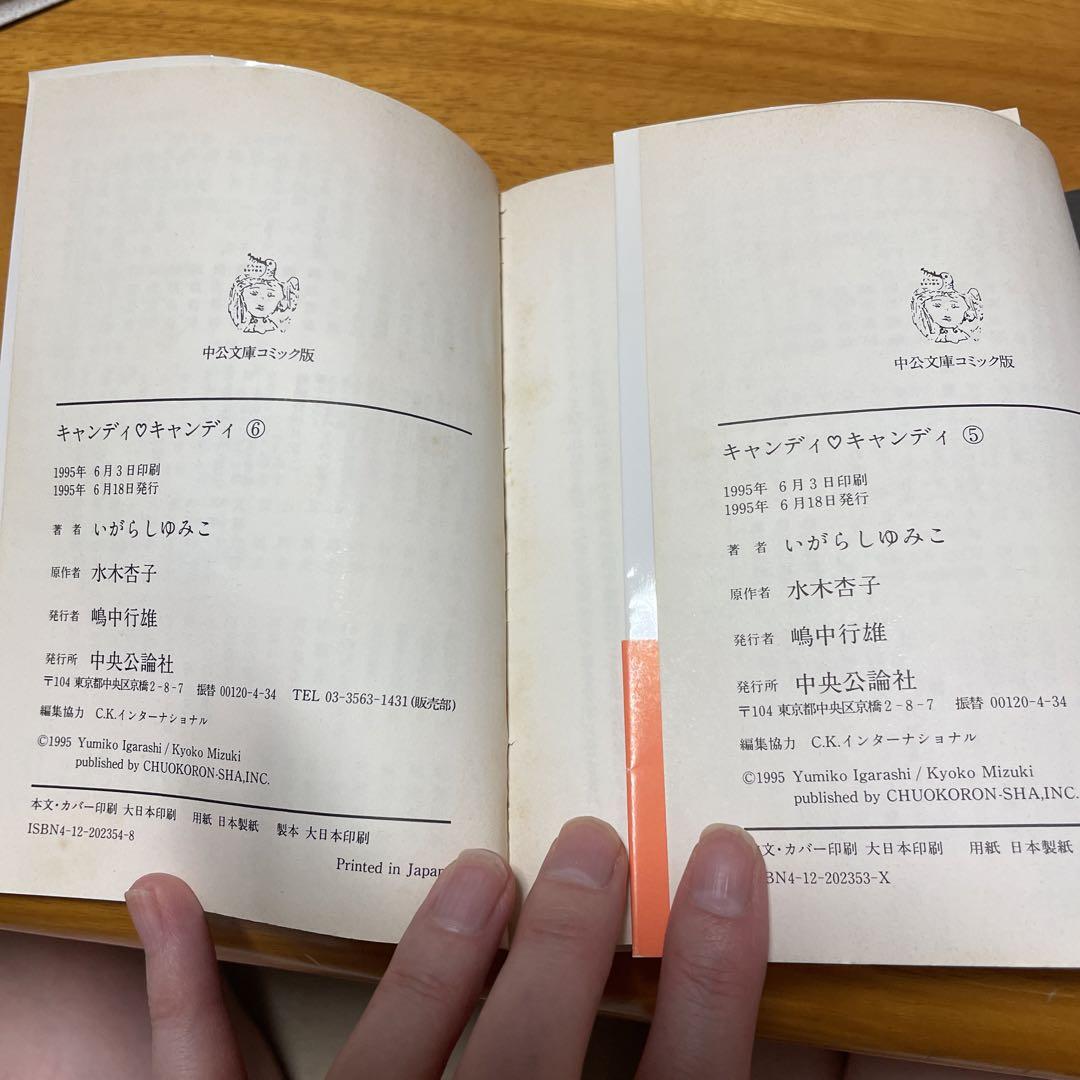 中公文庫コミック版
キャンディ♡キャンディ ⑥
1995年 6月3日印刷
1995年 6月18日発行
著者 いがらしゆみこ
原作者 水木杏子
発行者 嶋中行雄
発行所 中央公論社
〒104 東京都中央区京橋2-8-7 振替 00120-4-34 TEL 03-3563-1431(販売部)
編集協力 C.K.インターナショナル
©1995 Yumiko Igarashi / Kyoko Mizuki
published by CHUOKORON-SHA,INC.
本文・カバー印刷 大日本印刷 用紙 日本製紙 製本 大日本印刷
ISBN4-12-202354-8
Printed in Japan
中公文庫コミック版
キャンディ♡キャンディ ⑤
1995年 6月3日印刷
1995年 6月18日発行
著者 いがらしゆみこ
原作者 水木杏子
発行者 嶋中行雄
発行所 中央公論社
〒104 東京都中央区京橋2-8-7 振替 00120-4-34
編集協力 C.K.インターナショナル
©1995 Yumiko Igarashi / Kyoko Mizuki
published by CHUOKORON-SHA,INC.
文・カバー印刷 大日本印刷 用紙 日本製紙
BN4-12-202353-X